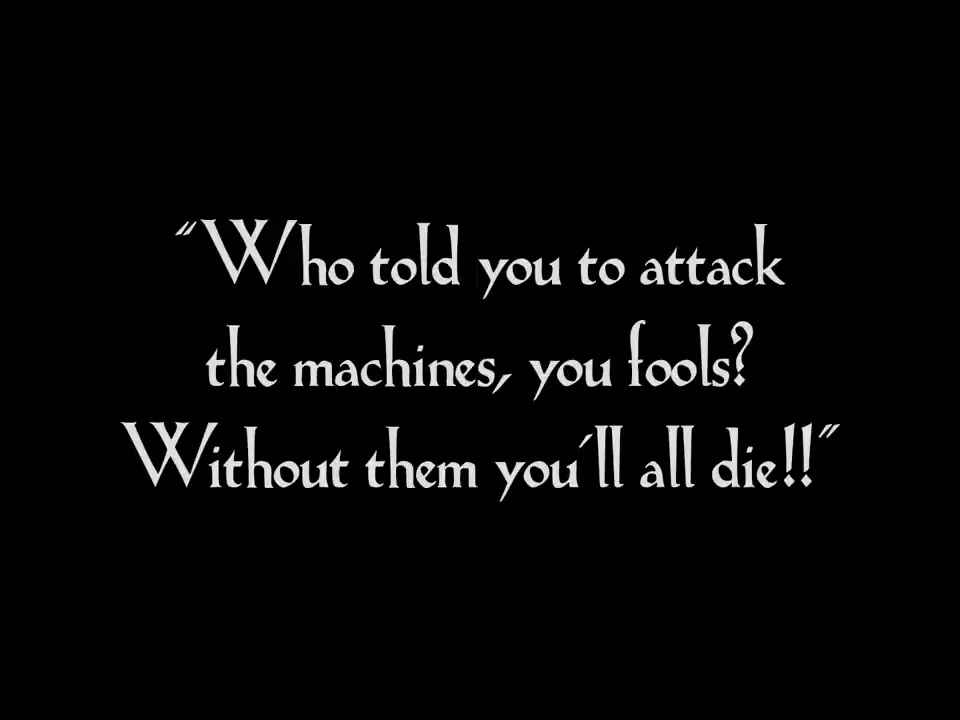 "Who told you to attack
the machines, you fools?
Without them you'll all die!!"